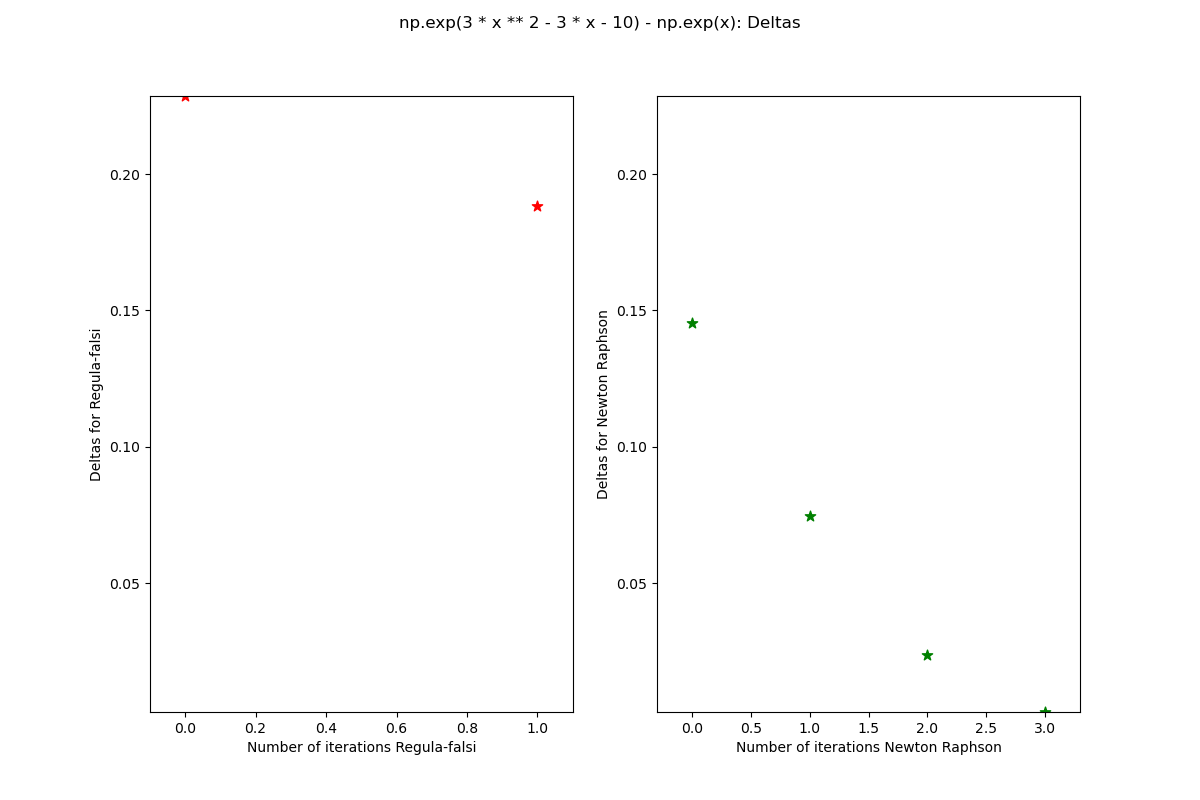 np.exp(3 * x ** 2 - 3 * x - 10) - np.exp(x): Deltas
Deltas for Regula-falsi
0.20
0.15
0.10
0.05
0.0 0.2 0.4 0.6 0.8 1.0
Number of iterations Regula-falsi
Deltas for Newton Raphson
0.20
0.15
0.10
0.05
0.0 0.5 1.0 1.5 2.0 2.5 3.0
Number of iterations Newton Raphson